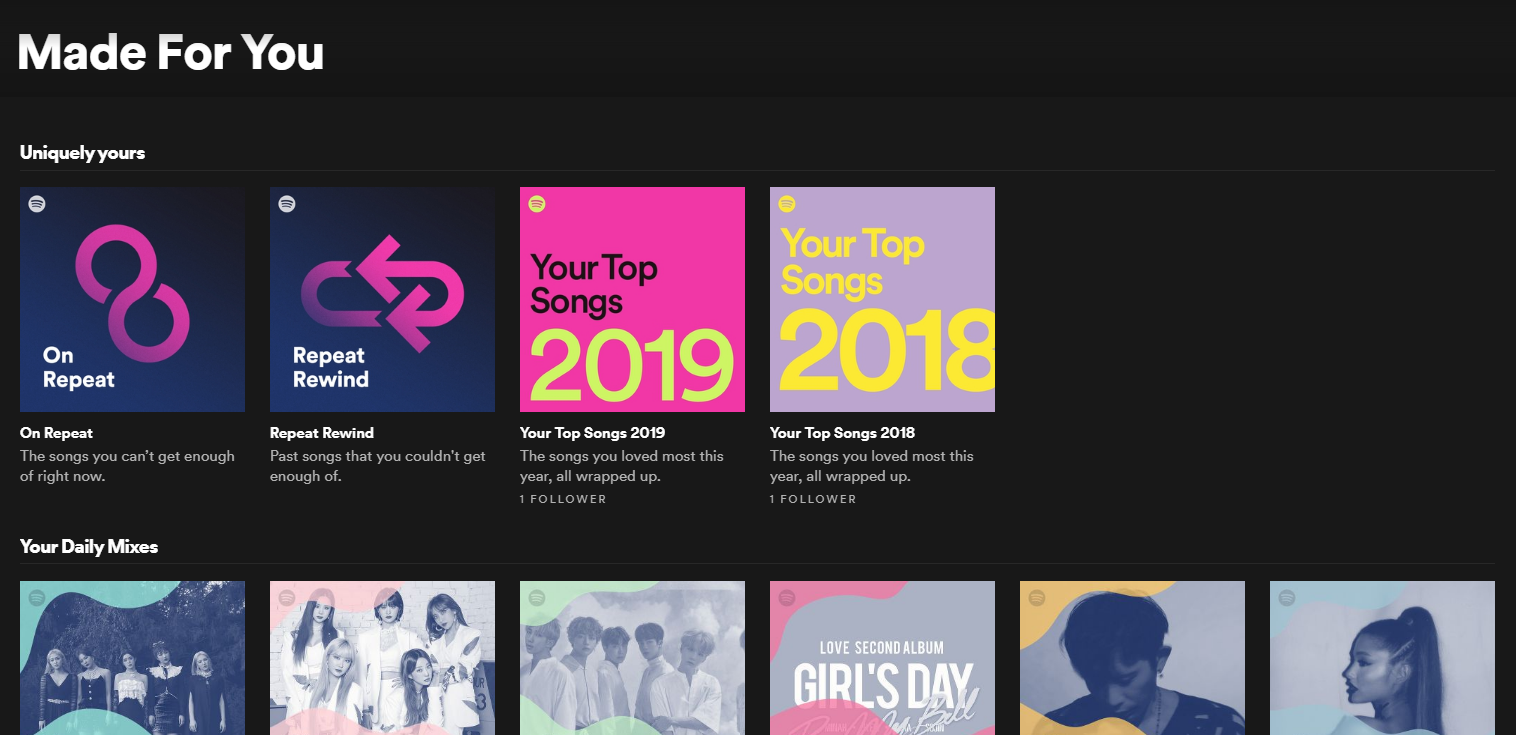 Made For You
Uniquely yours
On
Repeat
Repeat
Rewind
Your Top
Songs
2019
Your Top
Songs
2018
On Repeat
The songs you can't get enough
of right now.
Repeat Rewind
Past songs that you couldn't get
enough of.
Your Top Songs 2019
The songs you loved most this
year, all wrapped up.
1 FOLLOWER
Your Top Songs 2018
The songs you loved most this
year, all wrapped up.
1 FOLLOWER
Your Daily Mixes
LOVE SECOND ALBUM
GIRL'S DAY